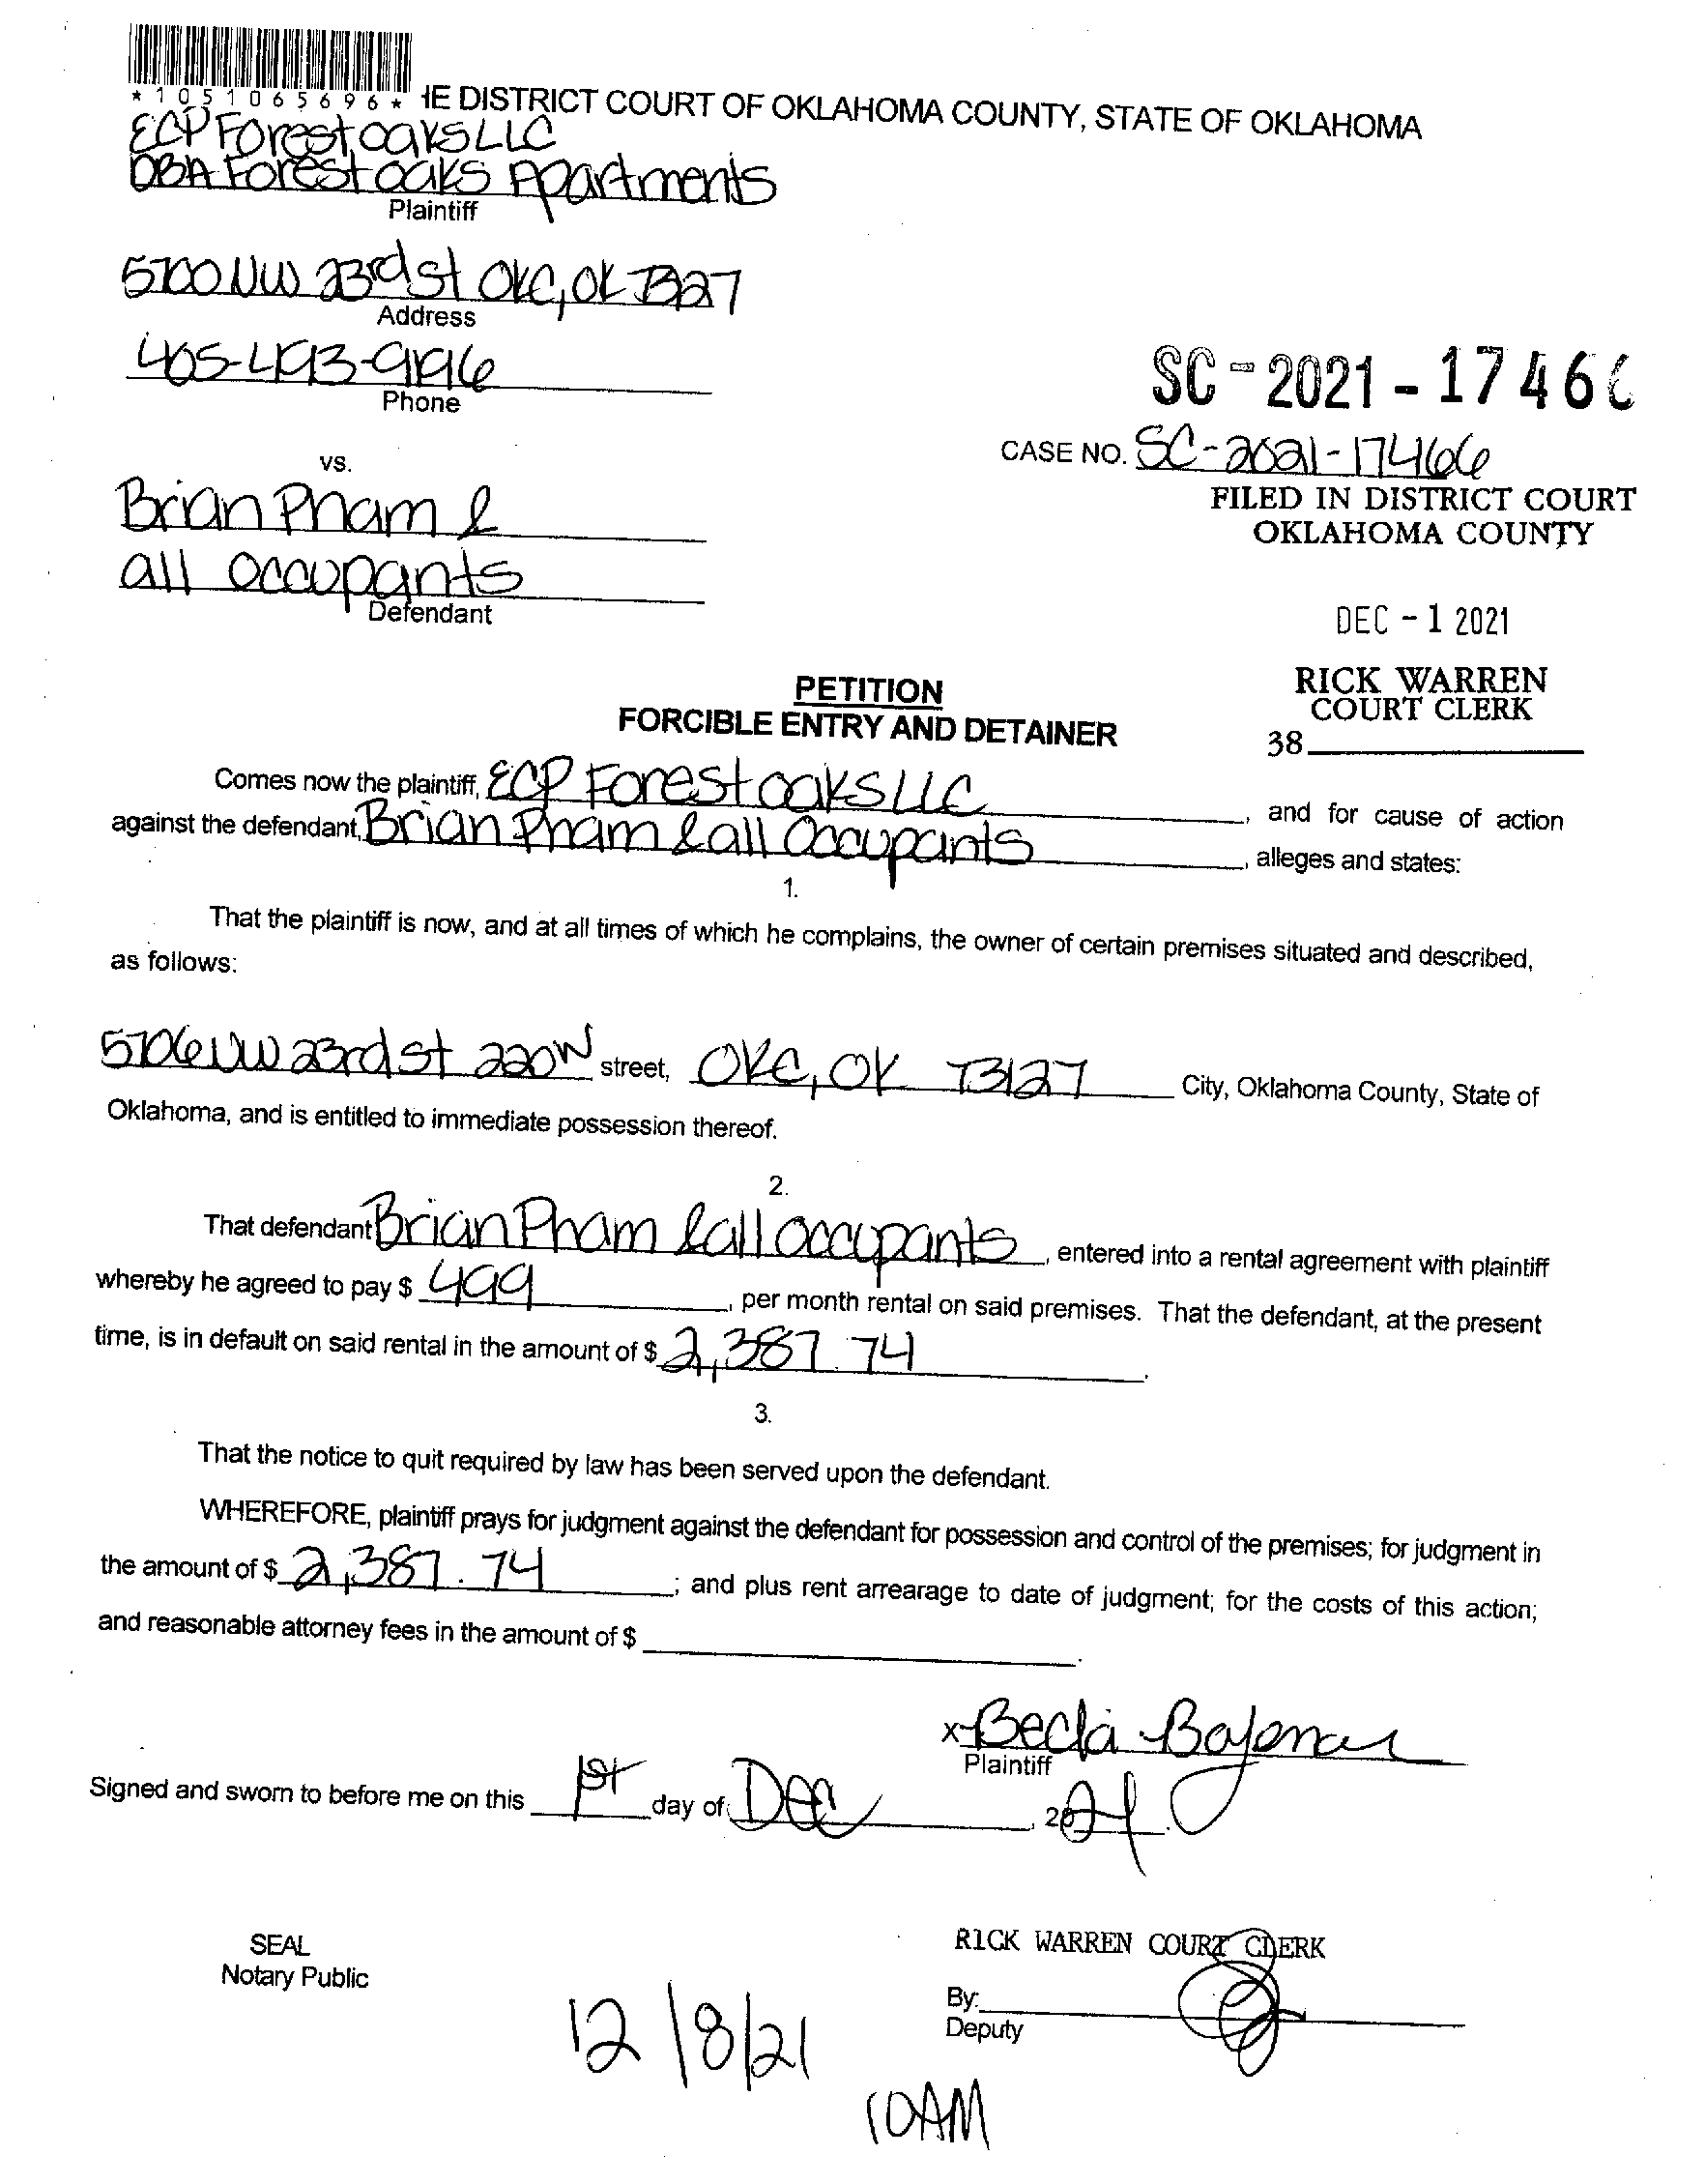 *1051065696* HE DISTRICT COURT OF OKLAHOMA COUNTY, STATE OF OKLAHOMA
ECP Forest oaks LLC
DBA Forest oaks Apartments
Plaintiff
5700 NW 23rd st OKC, OK 73127
Address
405-493-9196
Phone
SC-2021-17466
CASE NO. SC-2021-17466
vs.
FILED IN DISTRICT COURT
OKLAHOMA COUNTY
Brian Pham &
all occupants
Defendant
DEC -1 2021
RICK WARREN
COURT CLERK
38
PETITION
FORCIBLE ENTRY AND DETAINER
Comes now the plaintiff, ECP Forest oaks LLC, and for cause of action
against the defendant, Brian Pham & all occupants, alleges and states:
1.
That the plaintiff is now, and at all times of which he complains, the owner of certain premises situated and described,
as follows:
5706 NW 23rd st 220W street, OKC, OK 73127 City, Oklahoma County, State of
Oklahoma, and is entitled to immediate possession thereof.
2.
That defendant Brian Pham & all occupants, entered into a rental agreement with plaintiff
whereby he agreed to pay $ 499, per month rental on said premises. That the defendant, at the present
time, is in default on said rental in the amount of $ 2,387.74.
3.
That the notice to quit required by law has been served upon the defendant.
WHEREFORE, plaintiff prays for judgment against the defendant for possession and control of the premises; for judgment in
the amount of $ 2,387.74; and plus rent arrearage to date of judgment; for the costs of this action;
and reasonable attorney fees in the amount of $.
x Becla
Plaintiff
Signed and sworn to before me on this 1st day of Dec, 2021.
SEAL
Notary Public
RICK WARREN COURT CLERK
By:
Deputy
12/8/21
10AM